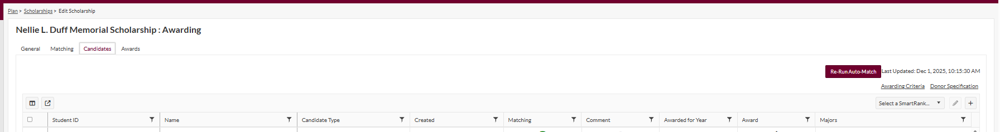 Plan > Scholarships > Edit Scholarship
Nellie L. Duff Memorial Scholarship : Awarding
General Matching Candidates Awards
Re-Run Auto-Match Last Updated: Dec 1, 2025, 10:15:30 AM
Awarding Criteria Donor Specification
Select a SmartRank...
Student ID Name Candidate Type Created Matching Comment Awarded for Year Award Majors